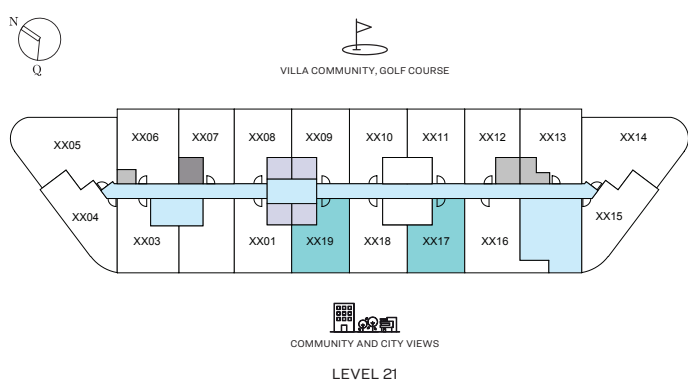 N
Q
VILLA COMMUNITY, GOLF COURSE
XX05
XX06
XX07
XX08
XX09
XX10
XX11
XX12
XX13
XX14
XX04
XX03
XX01
XX19
XX18
XX17
XX16
XX15
COMMUNITY AND CITY VIEWS
LEVEL 21